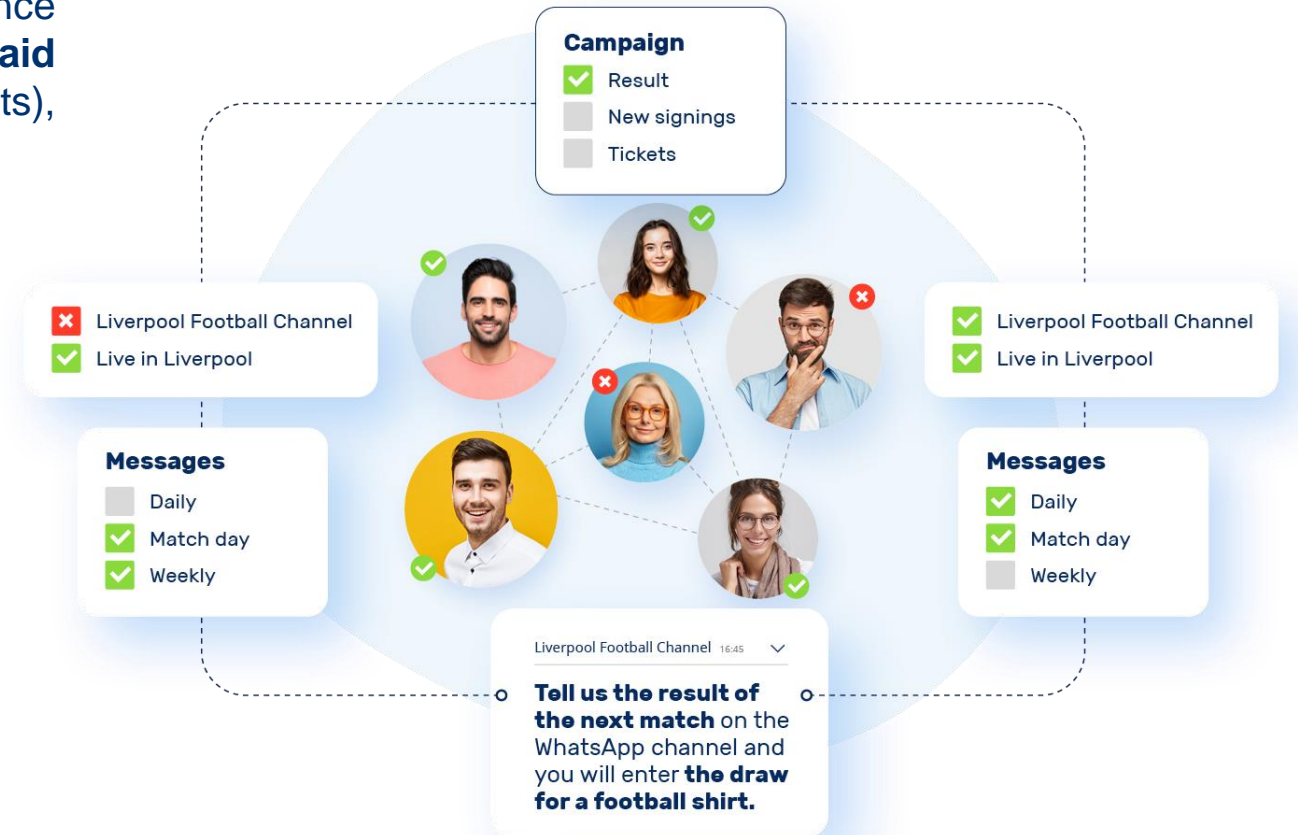 aid
ts),
Campaign
Result
New signings
Tickets
Liverpool Football Channel
Live in Liverpool
Messages
Daily
Match day
Weekly
Liverpool Football Channel
Live in Liverpool
Messages
Daily
Match day
Weekly
Liverpool Football Channel 16:45
Tell us the result of
the next match on the
WhatsApp channel and
you will enter the draw
for a football shirt.